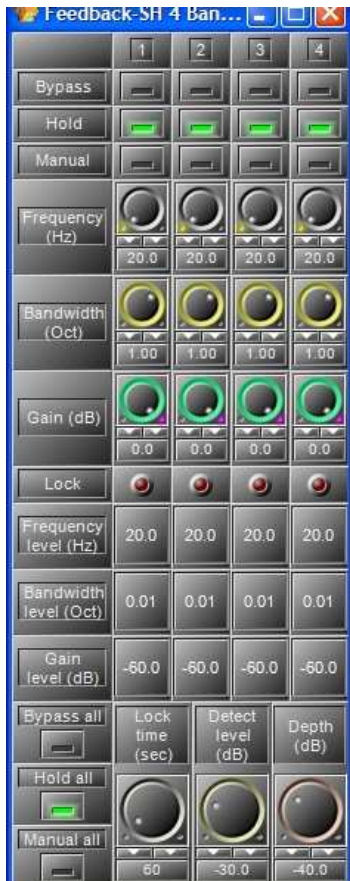 Feedback-SH 4 Ban...
1 2 3 4
Bypass
Hold
Manual
Frequency
(Hz)
20.0 20.0 20.0 20.0
Bandwidth
(Oct)
1.00 1.00 1.00 1.00
Gain (dB)
0.0 0.0 0.0 0.0
Lock
Frequency
level (Hz)
20.0 20.0 20.0 20.0
Bandwidth
level (Oct)
0.01 0.01 0.01 0.01
Gain
level (dB)
-60.0 -60.0 -60.0 -60.0
Bypass all
Lock
time
(sec)
Detect
level
(dB)
Depth
(dB)
Hold all
Manual all
60 -30.0 -40.0